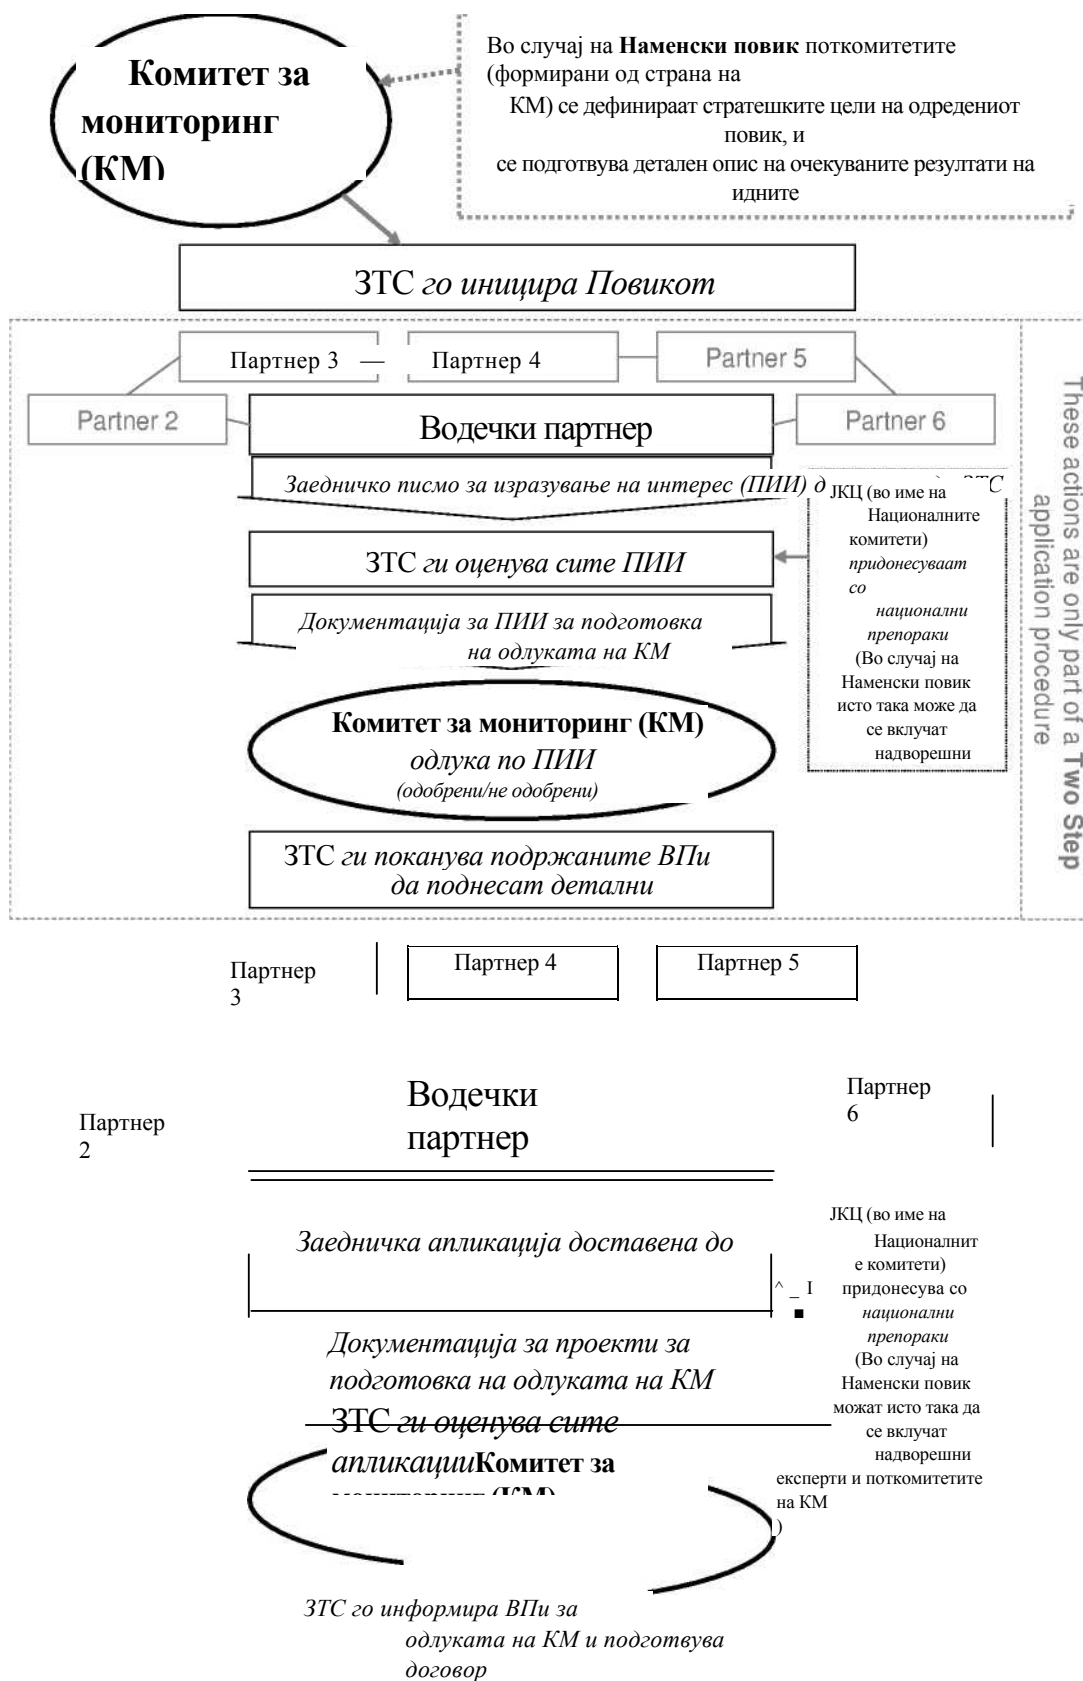 Комитет за
мониторинг
(КМ)
Во случај на Наменски повик поткомитетите
(формирани од страна на
КМ) се дефинираат стратешките цели на одредениот
повик, и
се подготвува детален опис на очекуваните резултати на
идните
ЗТС го иницира Повикот
Партнер 3 —
Партнер 4
Partner 5
Partner 2
Водечки партнер
Partner 6
Заедничко писмо за изразување на интерес (ПИИ) д
ЗТС
ЗТС ги оценува сите ПИИ
ЈКЦ (во име на
Националните
комитети)
придонесуваат
со
национални
препораки
(Во случај на
Наменски повик
исто така може да
се вклучат
надворешни
Документација за ПИИ за подготовка
на одлуката на КМ
Комитет за мониторинг (КМ)
одлука по ПИИ
(одобрени/не одобрени)
ЗТС ги поканува подржаните ВПи
да поднесат детални
These actions are only part of a Two Step
application procedure
Партнер
3
Партнер 4
Партнер 5
Партнер
2
Водечки
партнер
Партнер
6
Заедничка апликација доставена до
ЈКЦ (во име на
Националнит
е комитети)
^ _ I придонесува со
■ национални
препораки
(Во случај на
Наменски повик
можат исто така да
се вклучат
надворешни
експерти и поткомитетите
на КМ
)
Документација за проекти за
подготовка на одлуката на КМ
ЗТС ги оценува сите
апликацииКомитет за
мониторинг (КМ)
ЗТС го информира ВПи за
одлуката на КМ и подготвува
договор